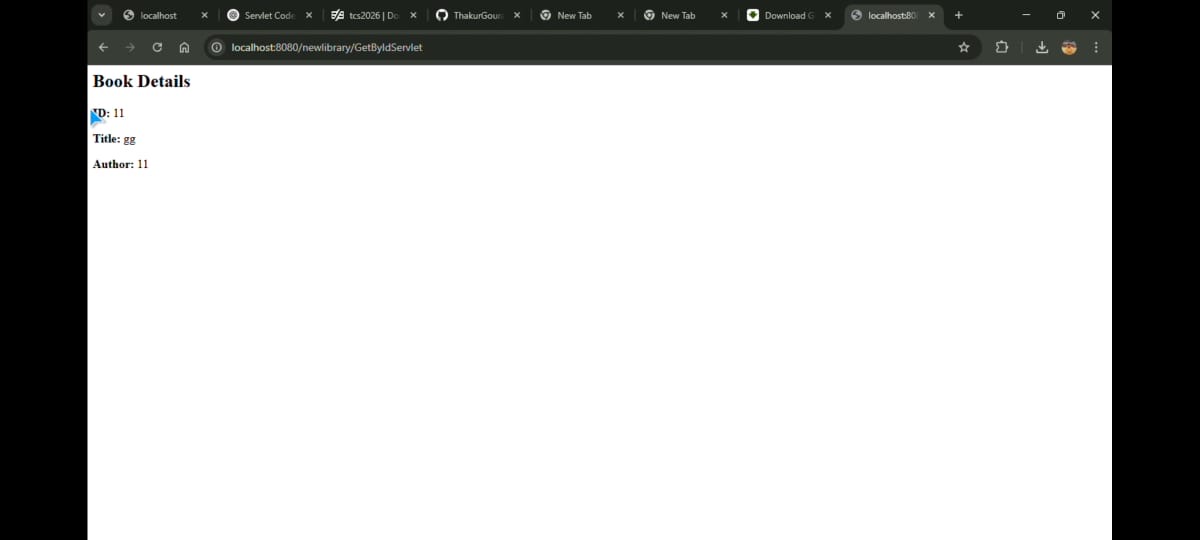 localhost
Servlet Code
tcs2026 | Do
ThakurGour
New Tab
New Tab
Download G
localhost:80
localhost:8080/newlibrary/GetByIdServlet
Book Details
ID: 11
Title: gg
Author: 11